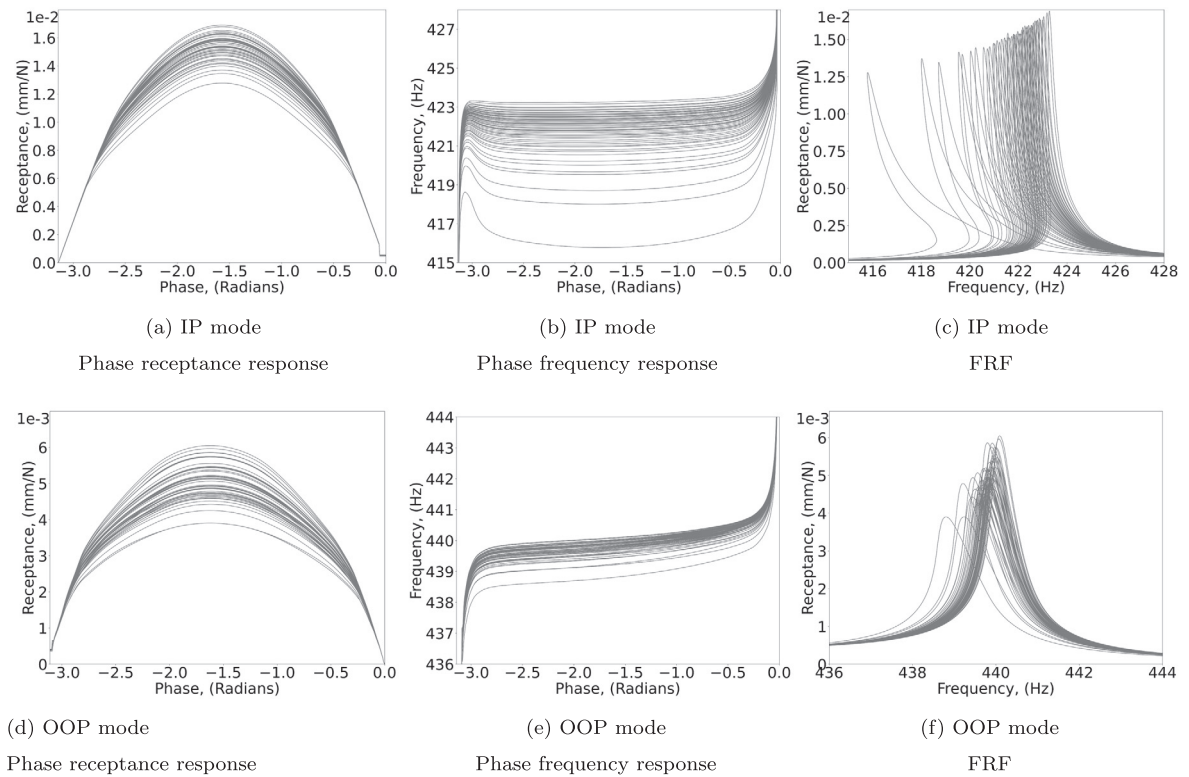 1e-2
1.6
1.4
1.2
1.0
0.8
0.6
0.4
0.2
0.0
Receptance, (mm/N)
−3.0 −2.5 −2.0 −1.5 −1.0 −0.5 0.0
Phase, (Radians)
(a) IP mode
Phase receptance response
427
425
423
421
419
417
415
Frequency, (Hz)
−3.0 −2.5 −2.0 −1.5 −1.0 −0.5 0.0
Phase, (Radians)
(b) IP mode
Phase frequency response
1e-2
1.50
1.25
1.00
0.75
0.50
0.25
0.00
Receptance, (mm/N)
416 418 420 422 424 426 428
Frequency, (Hz)
(c) IP mode
FRF
1e-3
6
5
4
3
2
1
0
Receptance, (mm/N)
−3.0 −2.5 −2.0 −1.5 −1.0 −0.5 0.0
Phase, (Radians)
(d) OOP mode
Phase receptance response
444
443
442
441
440
439
438
437
436
Frequency, (Hz)
−3.0 −2.5 −2.0 −1.5 −1.0 −0.5 0.0
Phase, (Radians)
(e) OOP mode
Phase frequency response
1e-3
6
5
4
3
2
1
0
Receptance, (mm/N)
436 438 440 442 444
Frequency, (Hz)
(f) OOP mode
FRF